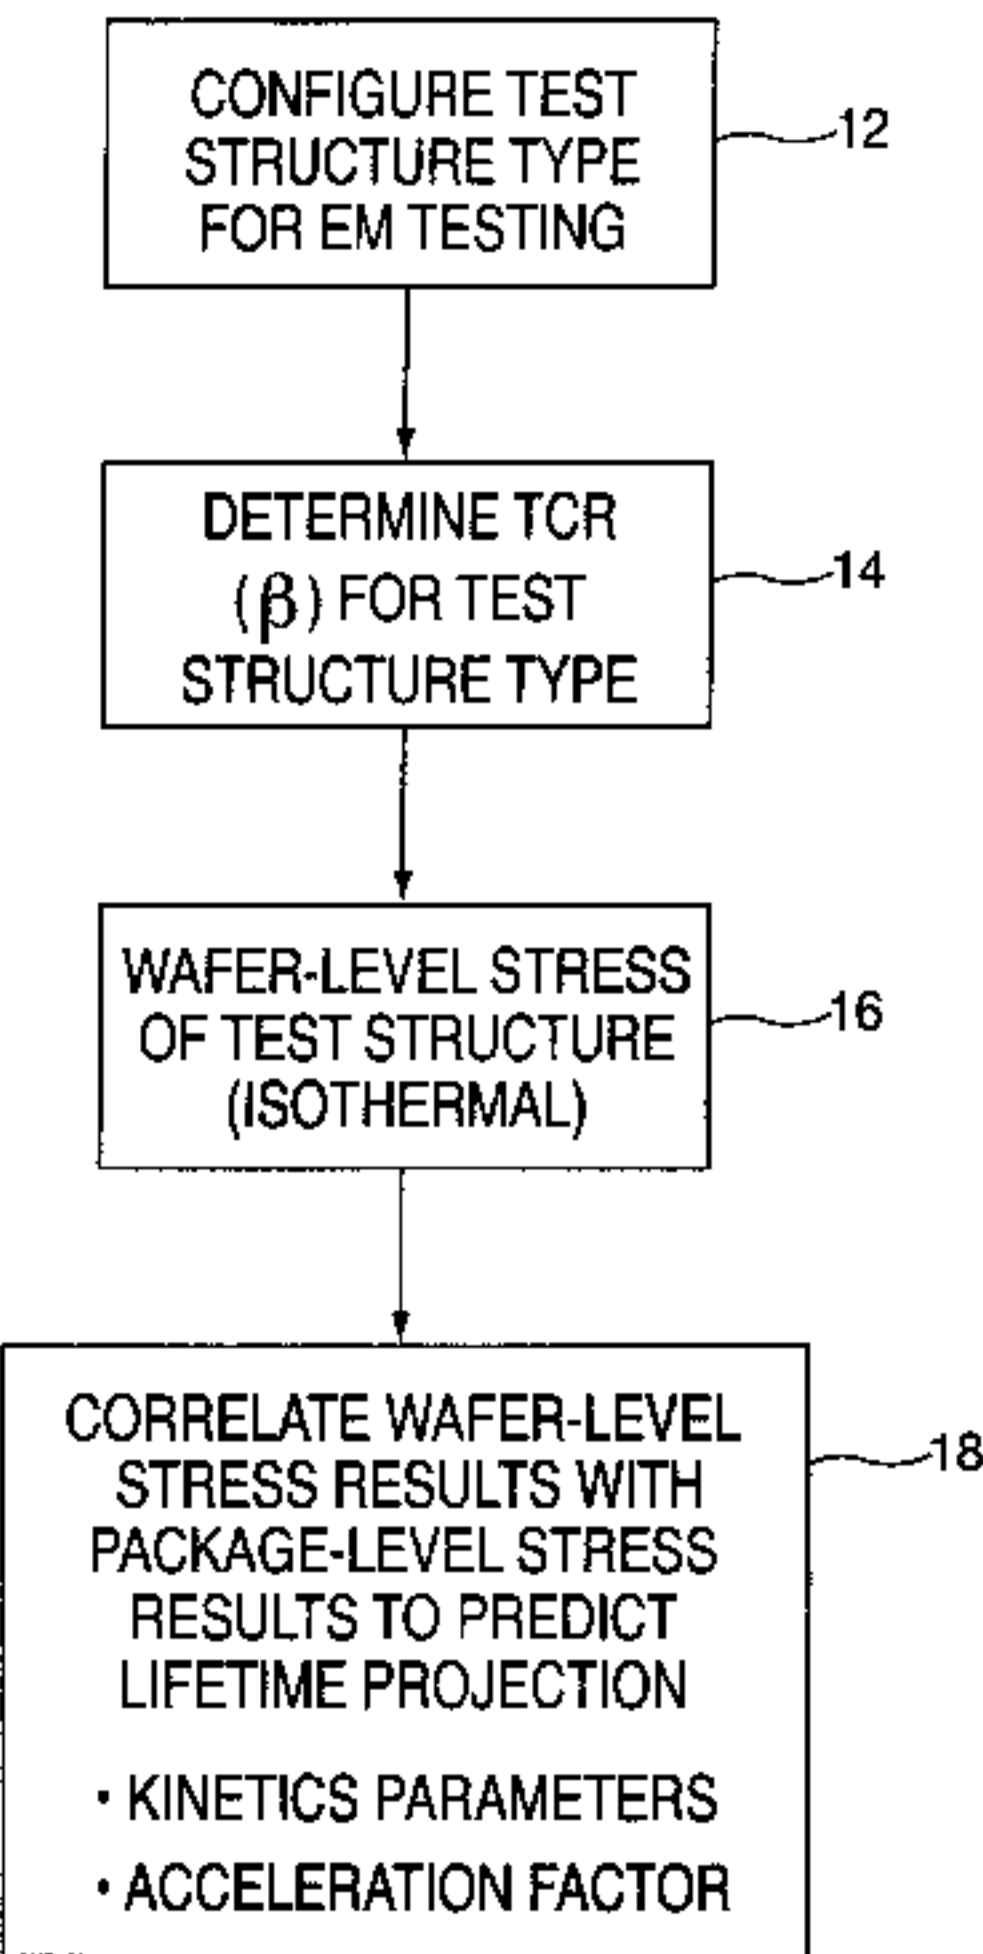 CONFIGURE TEST
STRUCTURE TYPE
FOR EM TESTING
12
DETERMINE TCR
(β) FOR TEST
STRUCTURE TYPE
14
WAFER-LEVEL STRESS
OF TEST STRUCTURE
(ISOTHERMAL)
16
CORRELATE WAFER-LEVEL
STRESS RESULTS WITH
PACKAGE-LEVEL STRESS
RESULTS TO PREDICT
LIFETIME PROJECTION
• KINETICS PARAMETERS
• ACCELERATION FACTOR
18